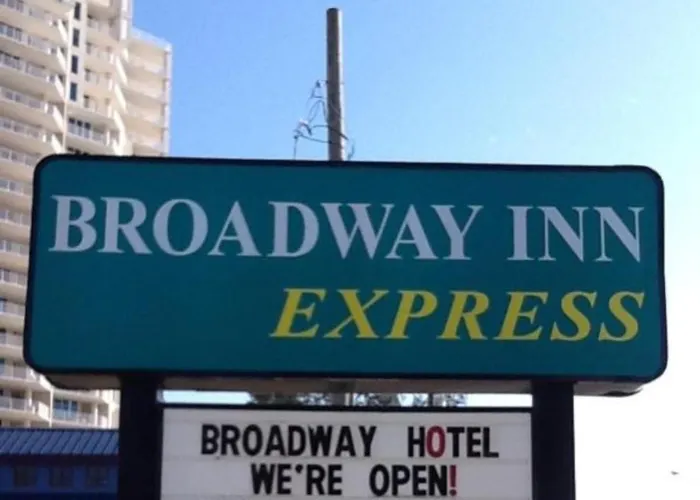 BROADWAY INN
EXPRESS
BROADWAY HOTEL
WE'RE OPEN!